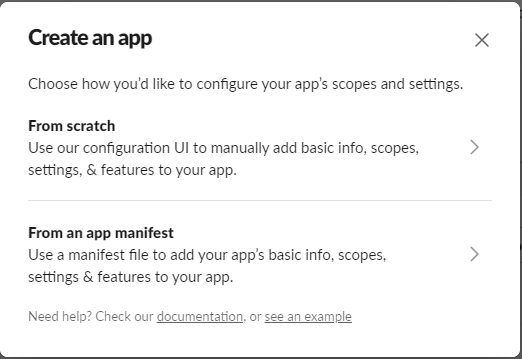 Create an app
Choose how you’d like to configure your app’s scopes and settings.
From scratch
Use our configuration UI to manually add basic info, scopes,
settings, & features to your app.
From an app manifest
Use a manifest file to add your app’s basic info, scopes,
settings & features to your app.
Need help? Check our documentation, or see an example